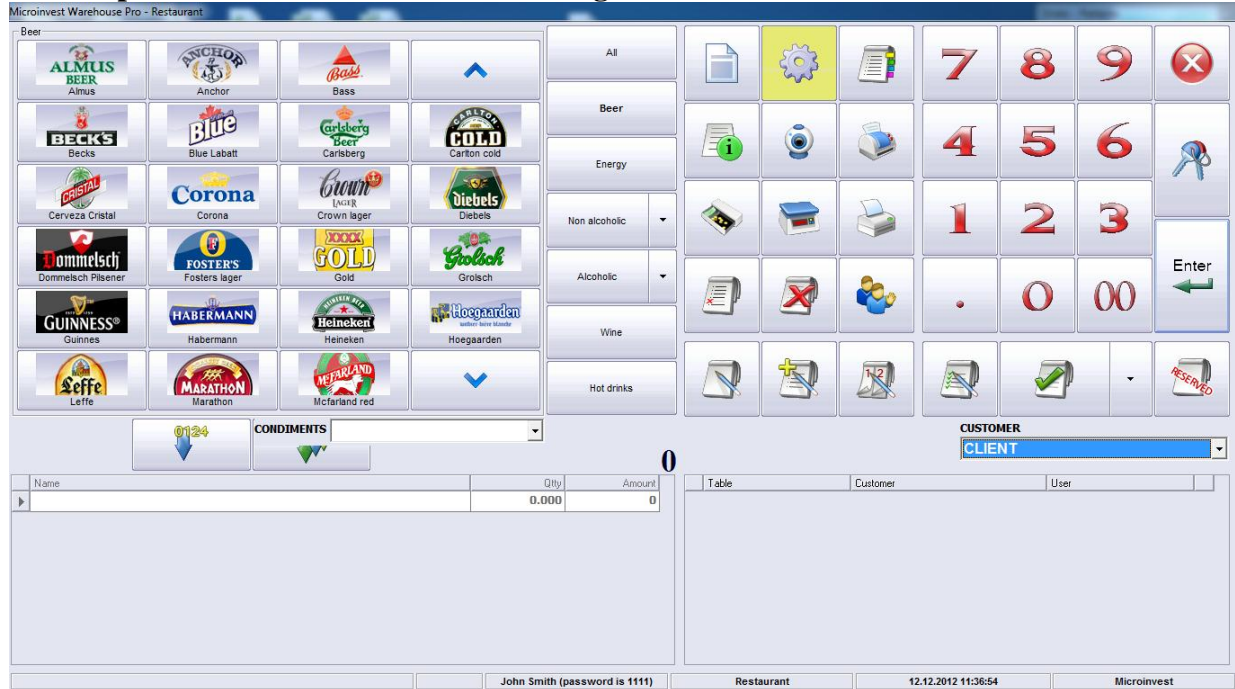 Microinvest Warehouse Pro - Restaurant
Beer
ALMUS
BEER
Almus
ANCHOR
Anchor
Bass
Bass
BECK'S
Becks
Blue
Blue Labatt
Carlsberg
Beer
Carlsberg
CARLTON
COLD
Carlton cold
CRISTAL
Cerveza Cristal
Corona
Corona
Crown
LAGER
Crown lager
Diebels
Diebels
Dommelsch
Dommelsch Pilsener
FOSTER'S
Fosters lager
XXXX
GOLD
Gold
Grolsch
Grolsch
GUINNESS®
Guinnes
HABERMANN
Habermann
Heineken
Heineken
Hoegaarden
Hoegaarden
Leffe
Leffe
MARATHON
Marathon
MCFARLAND
Mcfarland red
All
Beer
Energy
Non alcoholic
Alcoholic
Wine
Hot drinks
7 8 9
4 5 6
1 2 3
. 0 00
Enter
1 2
RESERVED
0124
CONDIMENTS
CUSTOMER
CLIENT
0
Name Qtty Amount
0.000 0
Table Customer User
John Smith (password is 1111) Restaurant 12.12.2012 11:36:54 Microinvest